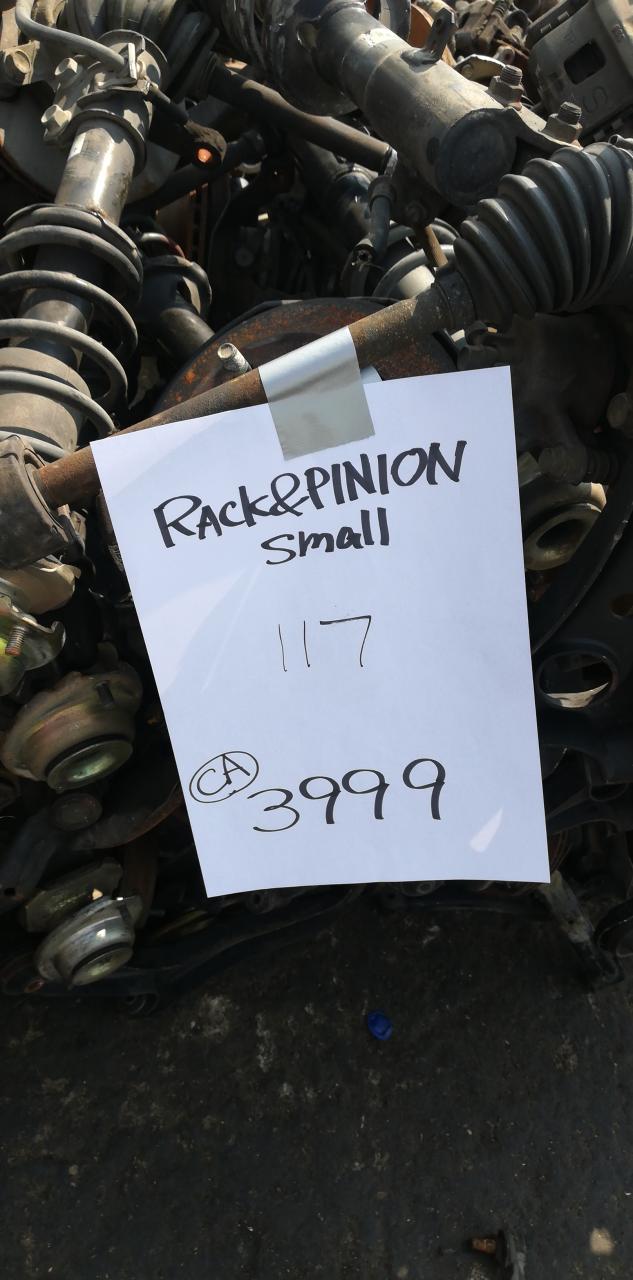 Rack&PINION
small
117
CA 3999